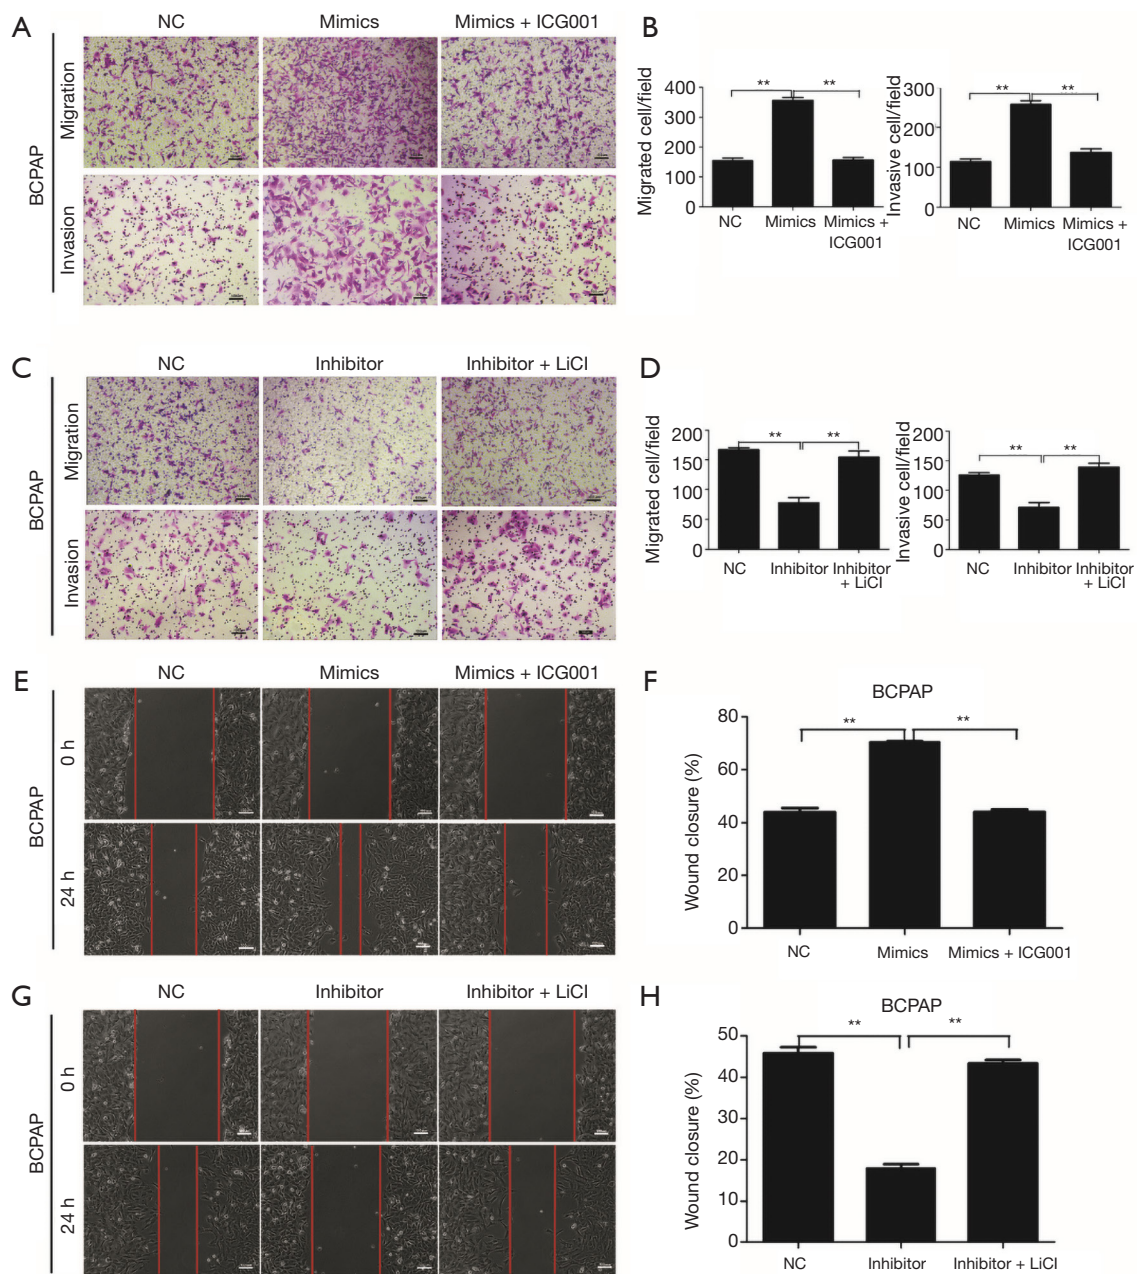 A
NC
Mimics
Mimics + ICG001
BCPAP
Migration
Invasion
B
Migrated cell/field
400
300
200
100
0
**
**
NC
Mimics
Mimics +
ICG001
Invasive cell/field
300
200
100
0
**
**
NC
Mimics
Mimics +
ICG001
C
NC
Inhibitor
Inhibitor + LiCl
BCPAP
Migration
Invasion
D
Migrated cell/field
200
150
100
50
0
**
**
NC
Inhibitor
Inhibitor
+ LiCl
Invasive cell/field
200
150
100
50
0
**
**
NC
Inhibitor
Inhibitor
+ LiCl
E
NC
Mimics
Mimics + ICG001
BCPAP
0 h
24 h
F
BCPAP
Wound closure (%)
80
60
40
20
0
**
**
NC
Mimics
Mimics + ICG001
G
NC
Inhibitor
Inhibitor + LiCl
BCPAP
0 h
24 h
H
BCPAP
Wound closure (%)
50
40
30
20
10
0
**
**
NC
Inhibitor
Inhibitor + LiCl